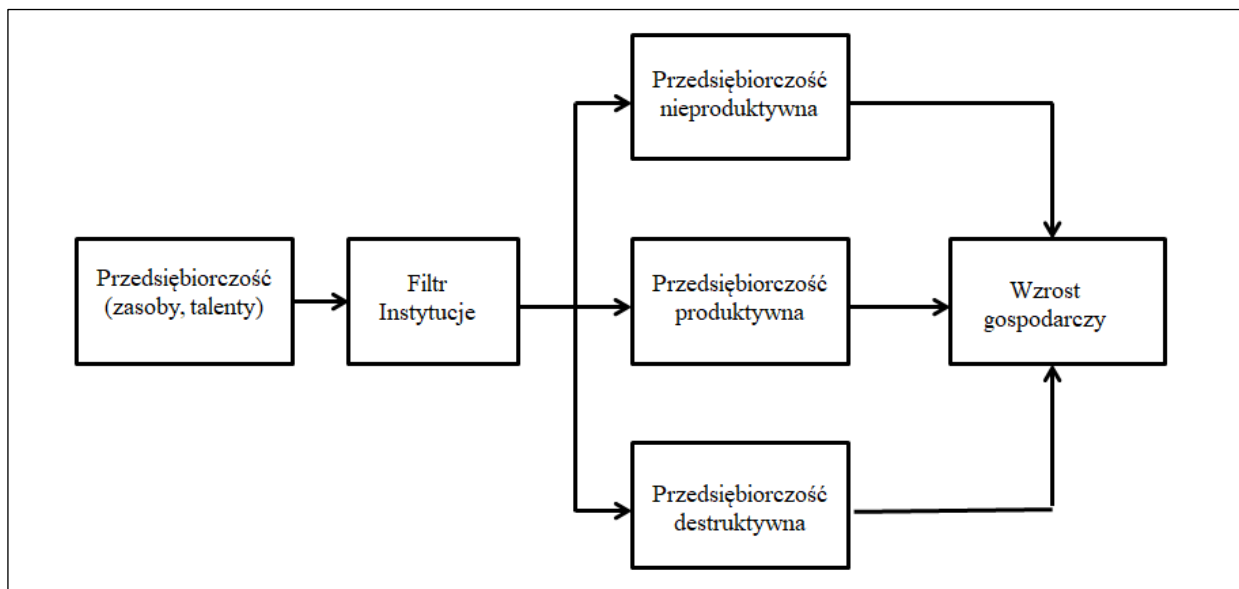 Przedsiębiorczość
nieproduktywna
Przedsiębiorczość
(zasoby, talenty)
Filtr
Instytucje
Przedsiębiorczość
produktywna
Wzrost
gospodarczy
Przedsiębiorczość
destruktywna